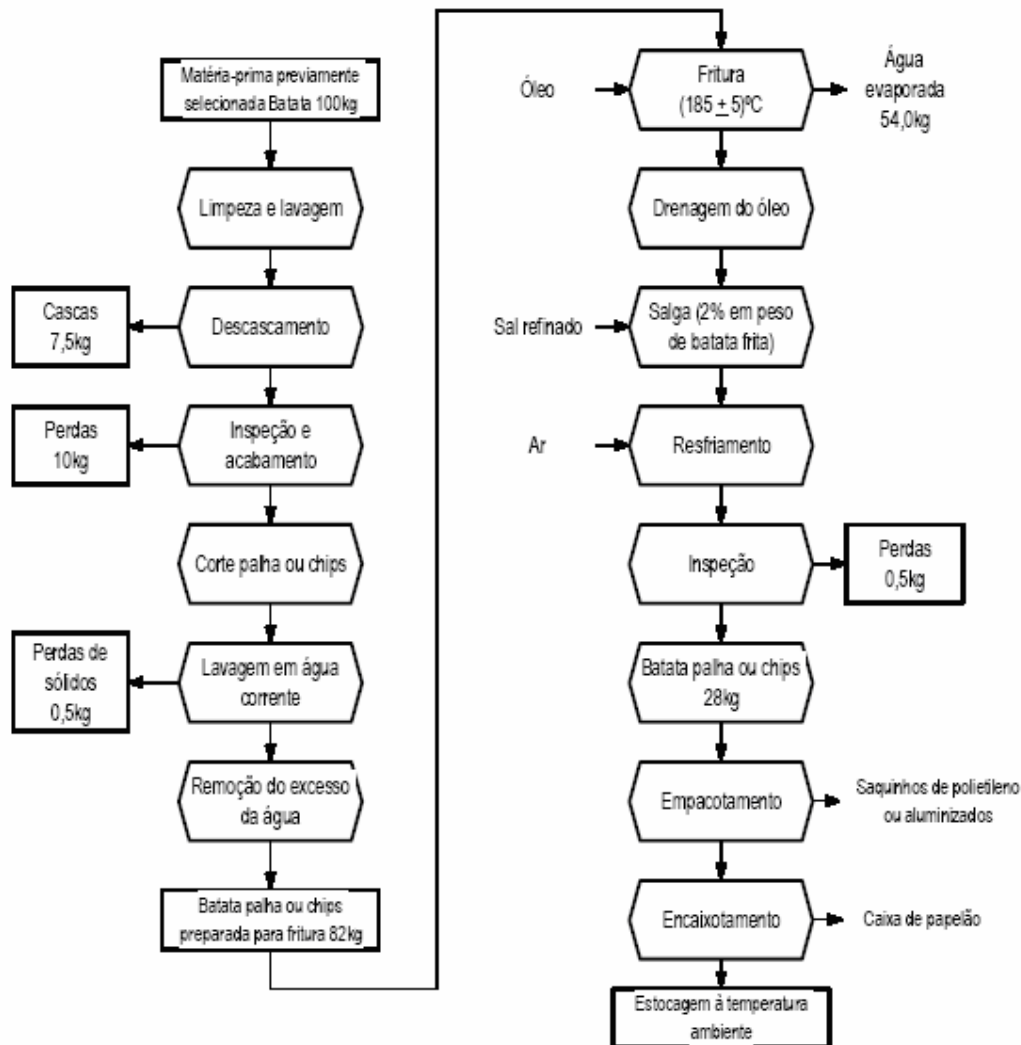 Matéria-prima previamente
selecionada Batata 100kg
Limpeza e lavagem
Cascas
7,5kg
Descascamento
Perdas
10kg
Inspeção e
acabamento
Corte palha ou chips
Perdas de
sólidos
0,5kg
Lavagem em água
corrente
Remoção do excesso
da água
Batata palha ou chips
preparada para fritura 82kg
Óleo
Fritura
(185 ± 5)ºC
Água
evaporada
54,0kg
Drenagem do óleo
Sal refinado
Salga (2% em peso
de batata frita)
Ar
Resfriamento
Inspeção
Perdas
0,5kg
Batata palha ou chips
28kg
Empacotamento
Saquinhos de polietileno
ou aluminizados
Encaixotamento
Caixa de papelão
Estocagem à temperatura
ambiente